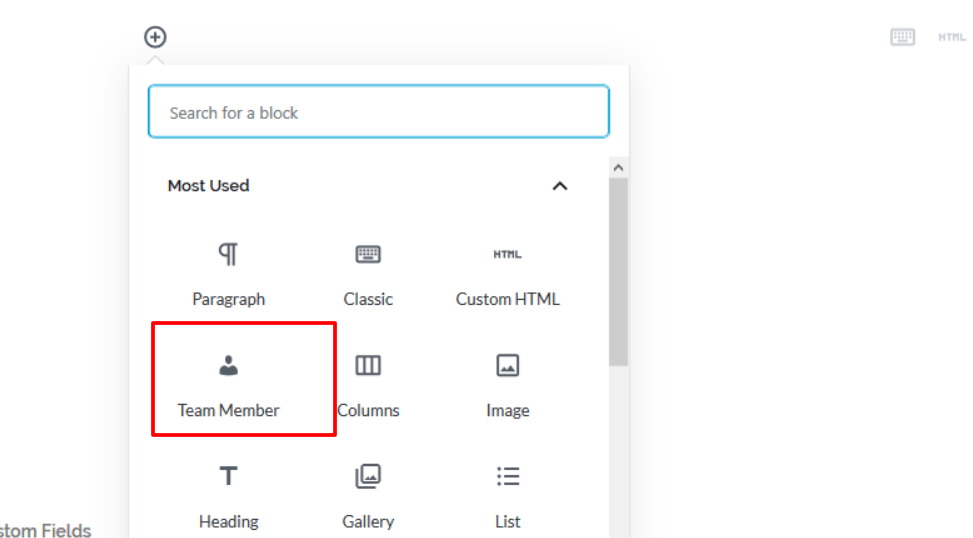 HTML
Search for a block
Most Used
HTML
Paragraph Classic Custom HTML
Team Member Columns Image
Heading Gallery List
stom Fields